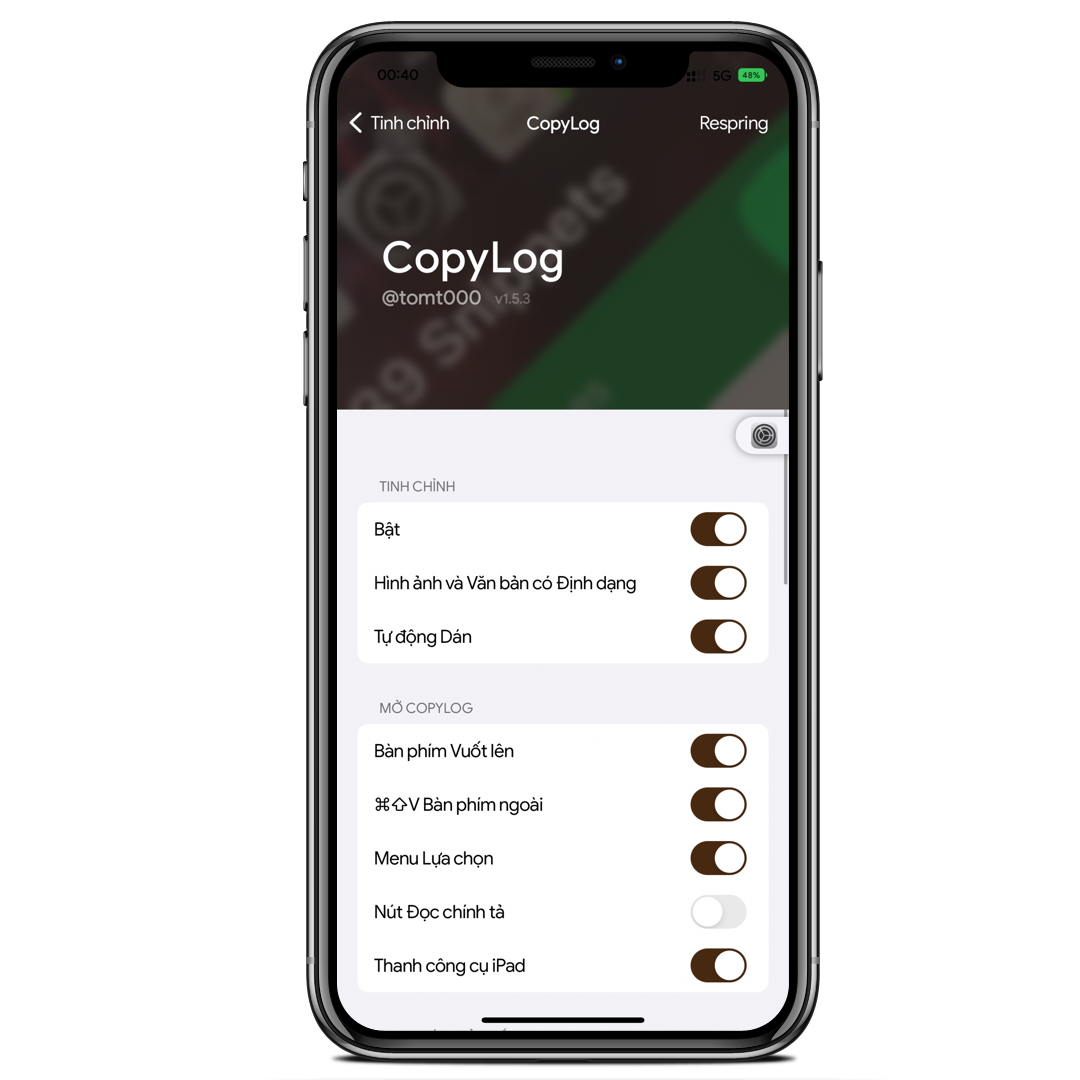 00:40
5G
48%
Tinh chỉnh
CopyLog
Respring
CopyLog
@tomt000 v1.5.3
39 Snippets
TINH CHỈNH
Bật
Hình ảnh và Văn bản có Định dạng
Tự động Dán
MỞ COPYLOG
Bàn phím Vuốt lên
⌘⇧V Bàn phím ngoài
Menu Lựa chọn
Nút Đọc chính tả
Thanh công cụ iPad